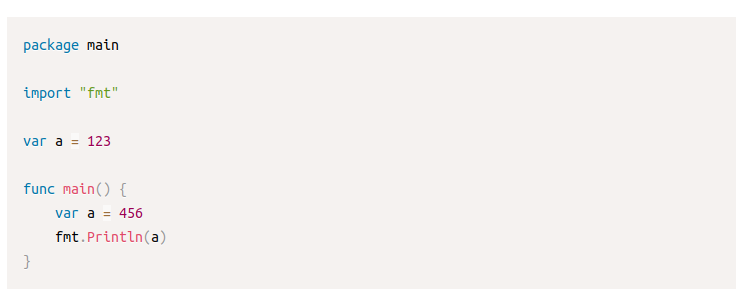 package main
import "fmt"
var a = 123
func main() {
    var a = 456
    fmt.Println(a)
}